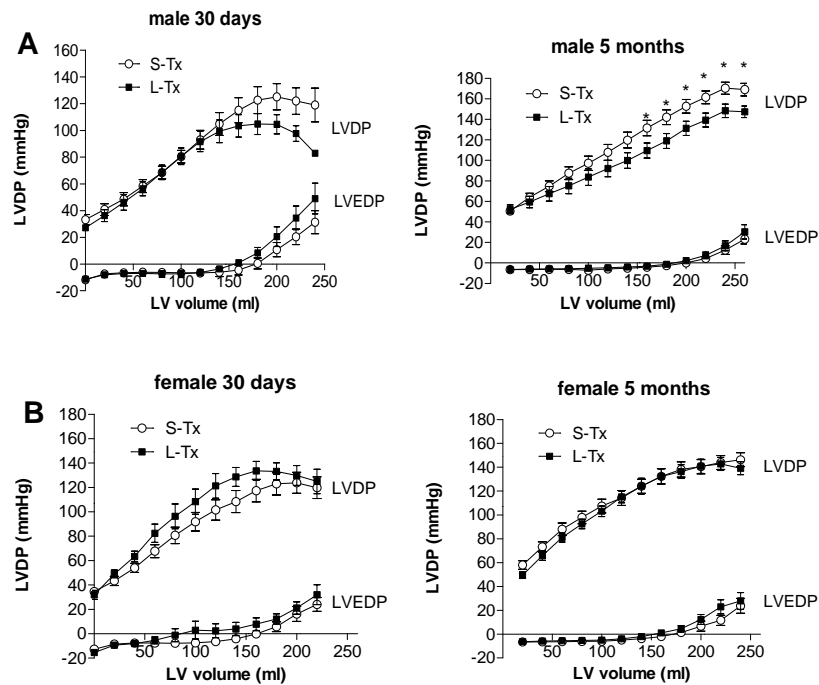 A
male 30 days
160
140
120
100
80
60
40
20
0
-20
S-Tx
L-Tx
LVDP
LVEDP
LVDP (mmHg)
50
100
150
200
250
LV volume (ml)
male 5 months
180
160
140
120
100
80
60
40
20
0
-20
S-Tx
L-Tx
* * * * * *
LVDP
LVEDP
LVDP (mmHg)
50
100
150
200
250
LV volume (ml)
B
female 30 days
180
160
140
120
100
80
60
40
20
0
-20
S-Tx
L-Tx
LVDP
LVEDP
LVDP (mmHg)
50
100
150
200
250
LV volume (ml)
female 5 months
180
160
140
120
100
80
60
40
20
0
-20
S-Tx
L-Tx
LVDP
LVEDP
LVDP (mmHg)
50
100
150
200
250
LV volume (ml)